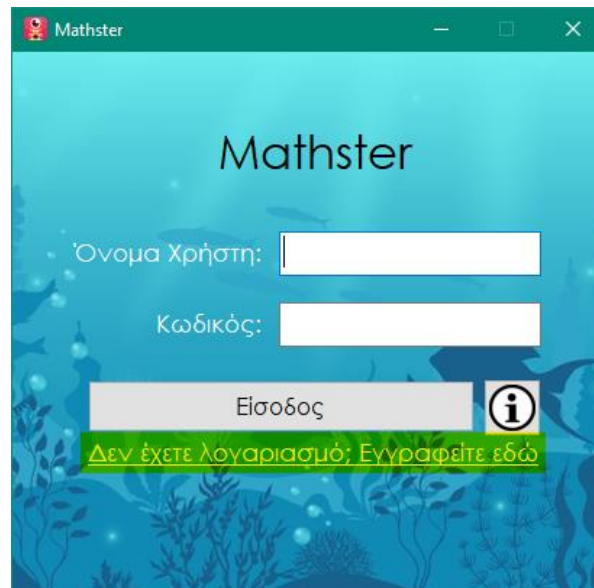 Mathster
Mathster
Όνομα Χρήστη:
Κωδικός:
Είσοδος
Δεν έχετε λογαριασμό; Εγγραφείτε εδώ